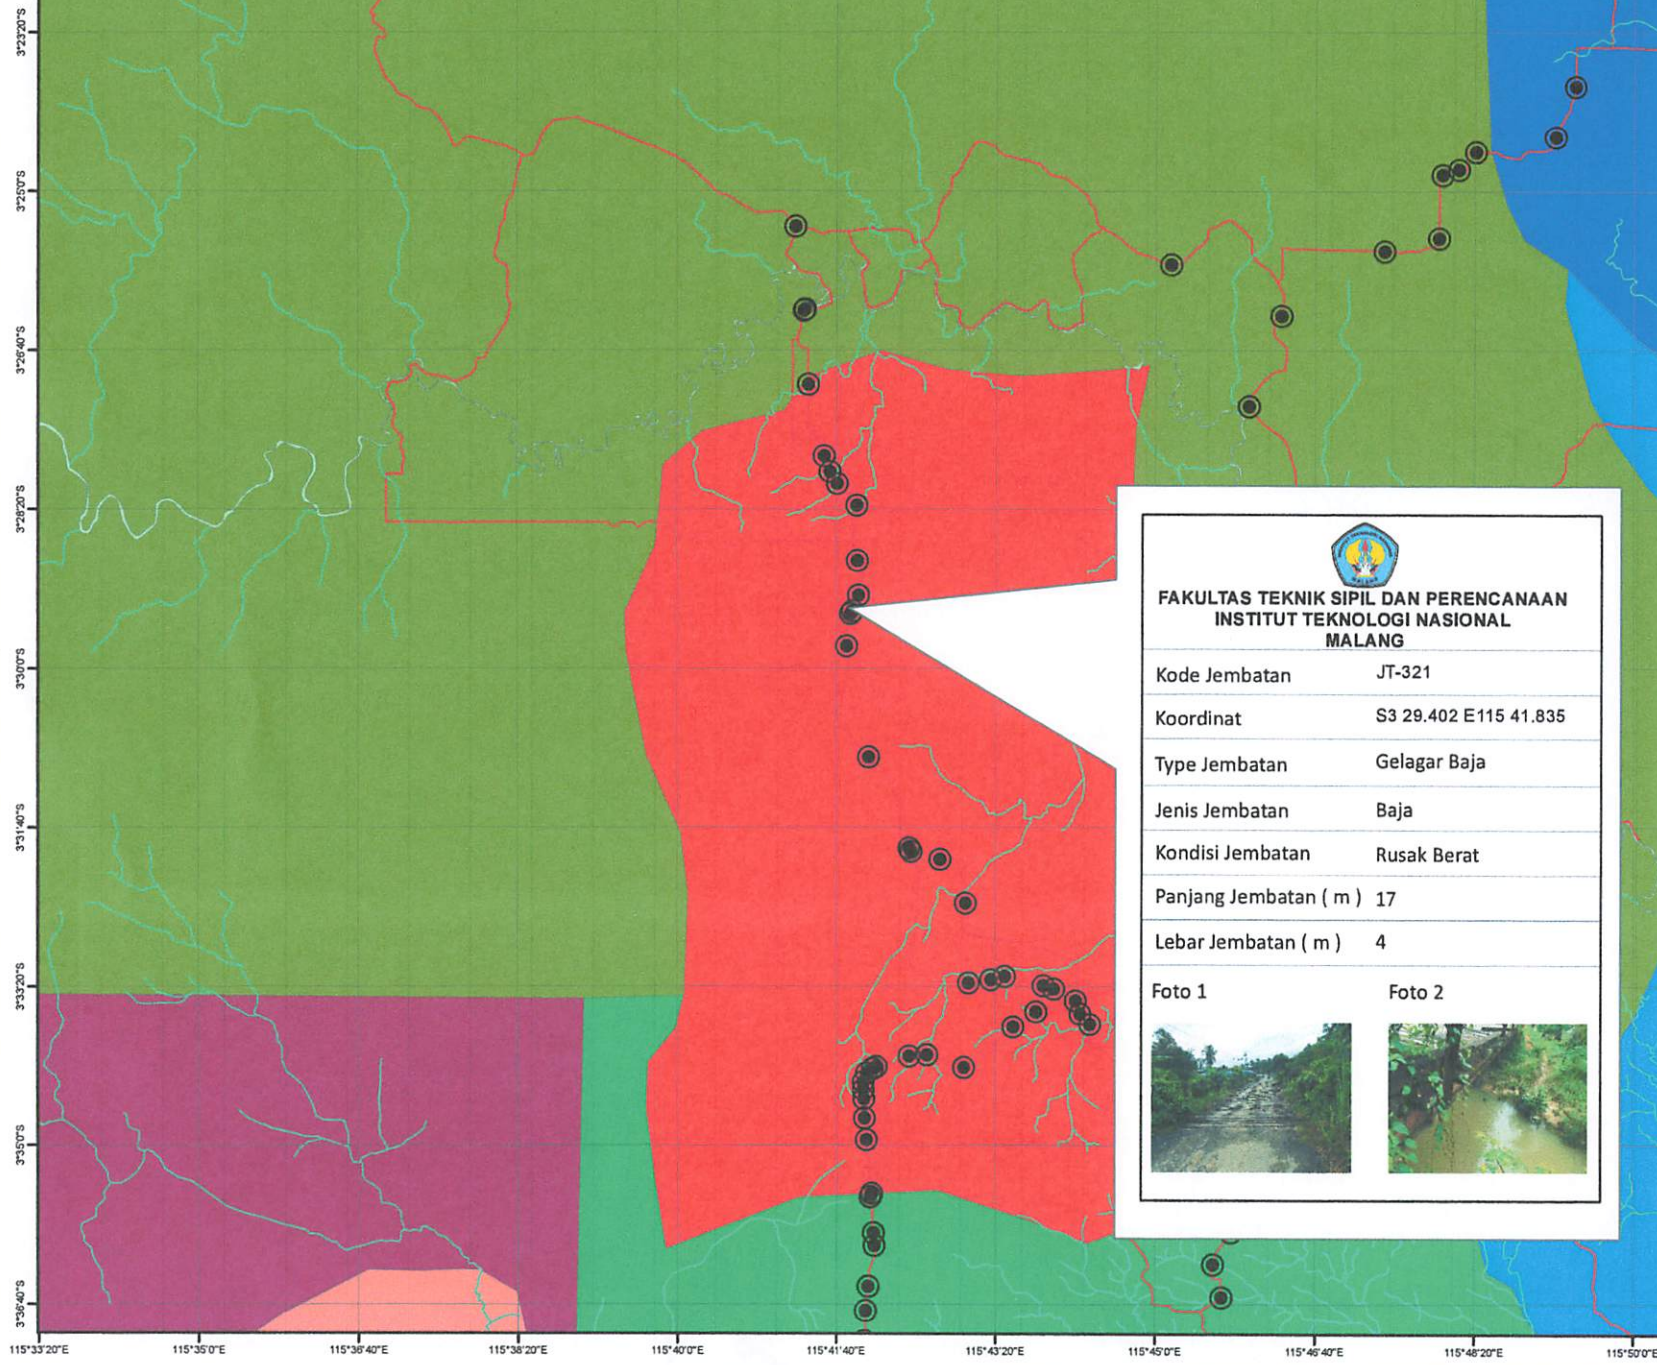 3°23'20"S
3°25'0"S
3°26'40"S
3°28'20"S
3°30'0"S
3°31'40"S
3°33'20"S
3°35'0"S
3°36'40"S
FAKULTAS TEKNIK SIPIL DAN PERENCANAAN
INSTITUT TEKNOLOGI NASIONAL
MALANG
Kode Jembatan JT-321
Koordinat S3 29.402 E115 41.835
Type Jembatan Gelagar Baja
Jenis Jembatan Baja
Kondisi Jembatan Rusak Berat
Panjang Jembatan ( m ) 17
Lebar Jembatan ( m ) 4
Foto 1 Foto 2
115°33'20"E 115°35'0"E 115°36'40"E 115°38'20"E 115°40'0"E 115°41'40"E 115°43'20"E 115°45'0"E 115°46'40"E 115°48'20"E 115°50'0"E